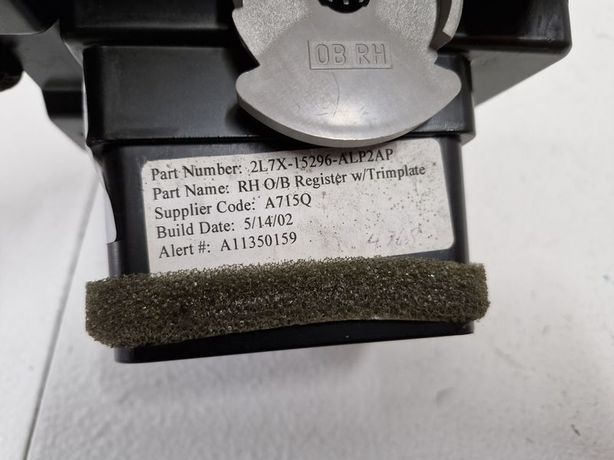 OB RH
Part Number: 2L7X-15296-ALP2AP
Part Name: RH O/B Register w/Trimplate
Supplier Code: A715Q
Build Date: 5/14/02
Alert #: A11350159